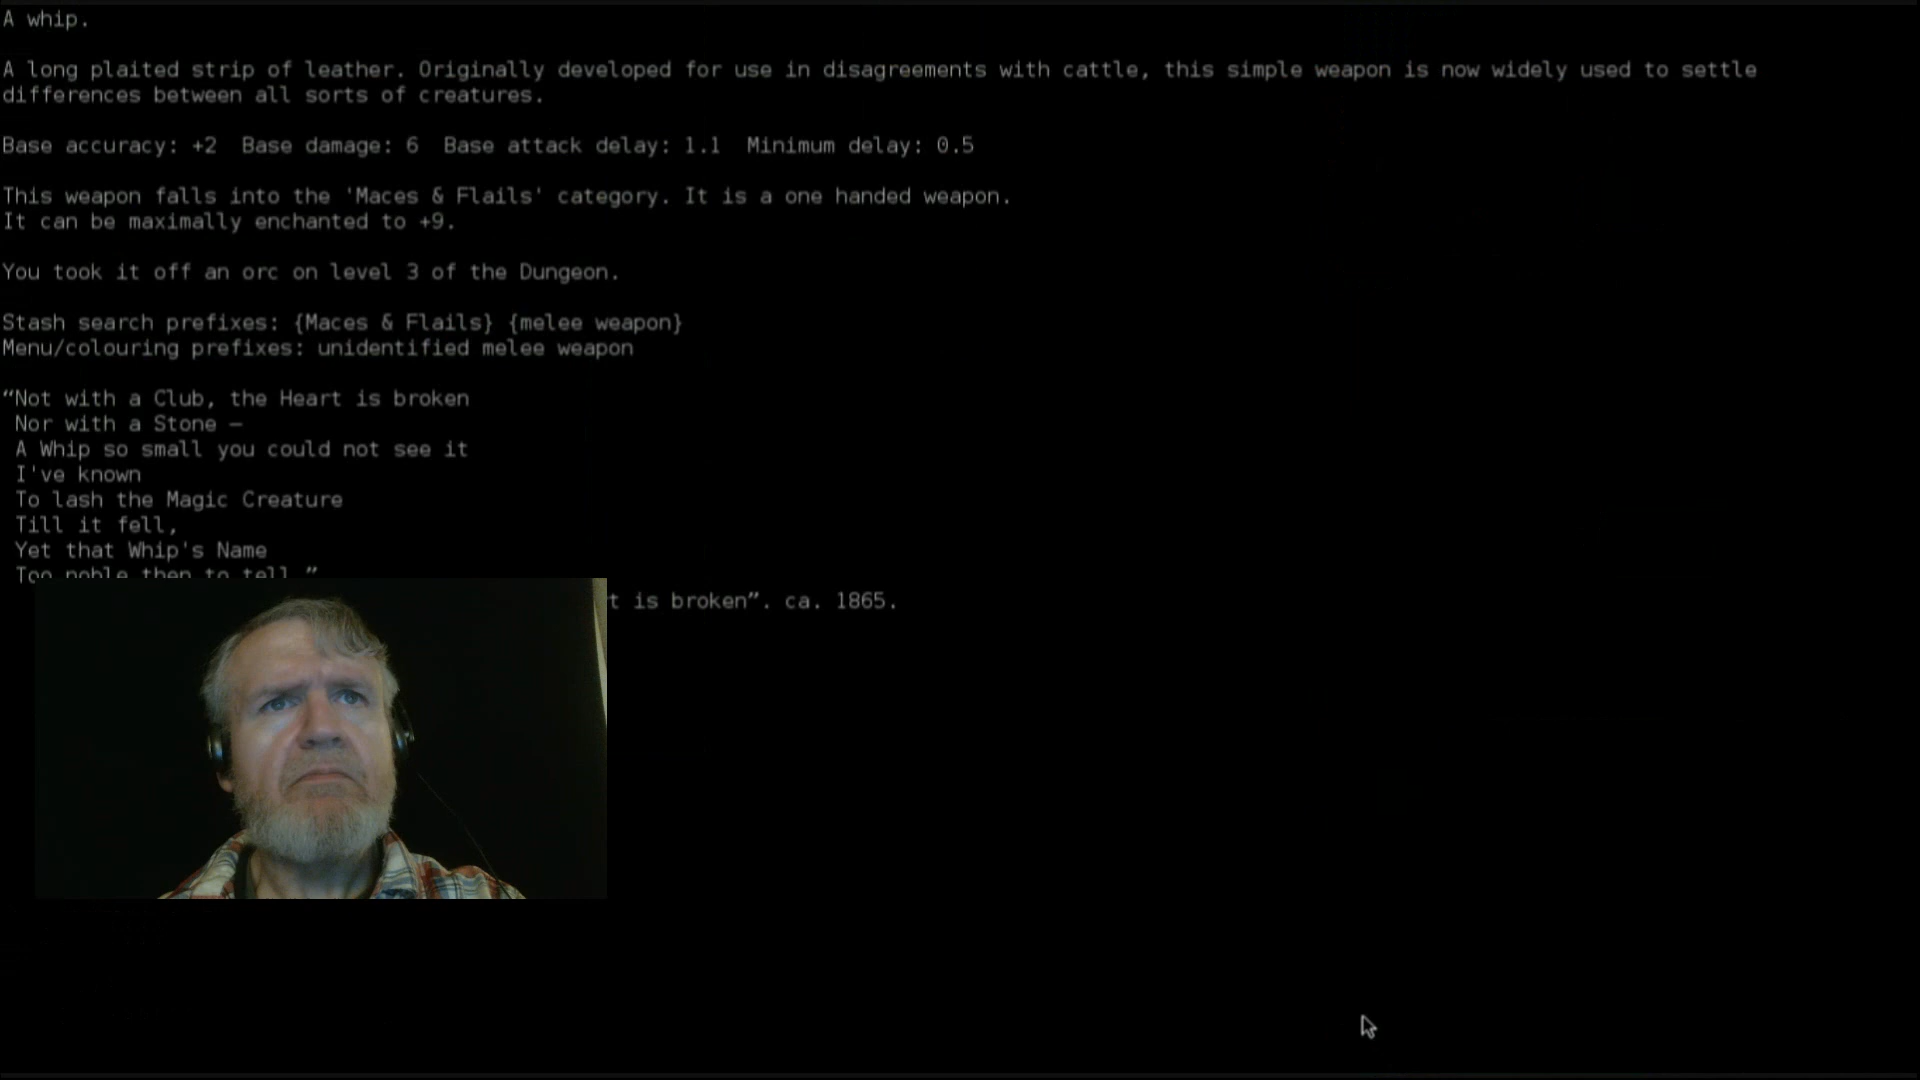 A whip.
A long plaited strip of leather. Originally developed for use in disagreements with cattle, this simple weapon is now widely used to settle
differences between all sorts of creatures.
Base accuracy: +2  Base damage: 6  Base attack delay: 1.1  Minimum delay: 0.5
This weapon falls into the 'Maces & Flails' category. It is a one handed weapon.
It can be maximally enchanted to +9.
You took it off an orc on level 3 of the Dungeon.
Stash search prefixes: {Maces & Flails} {melee weapon}
Menu/colouring prefixes: unidentified melee weapon
“Not with a Club, the Heart is broken
Nor with a Stone —
A Whip so small you could not see it
I've known
To lash the Magic Creature
Till it fell,
Yet that Whip's Name
Too noble then to tell.”
t is broken”. ca. 1865.